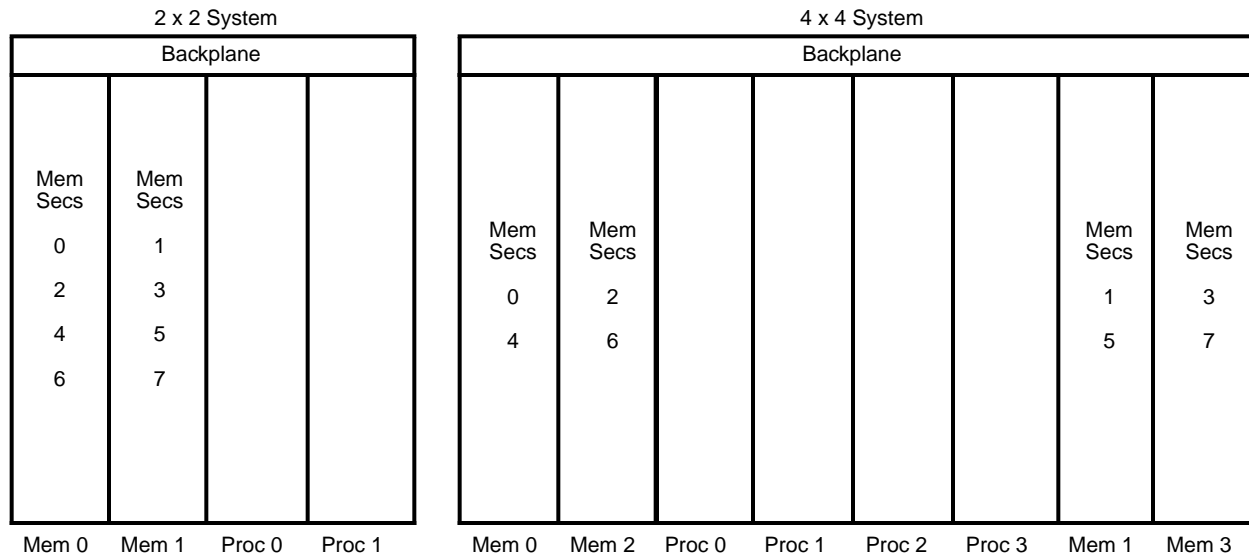 2 x 2 System
Backplane
Mem
Secs
0
2
4
6
Mem
Secs
1
3
5
7
Mem 0 Mem 1 Proc 0 Proc 1
4 x 4 System
Backplane
Mem
Secs
0
4
Mem
Secs
2
6
Mem
Secs
1
5
Mem
Secs
3
7
Mem 0 Mem 2 Proc 0 Proc 1 Proc 2 Proc 3 Mem 1 Mem 3